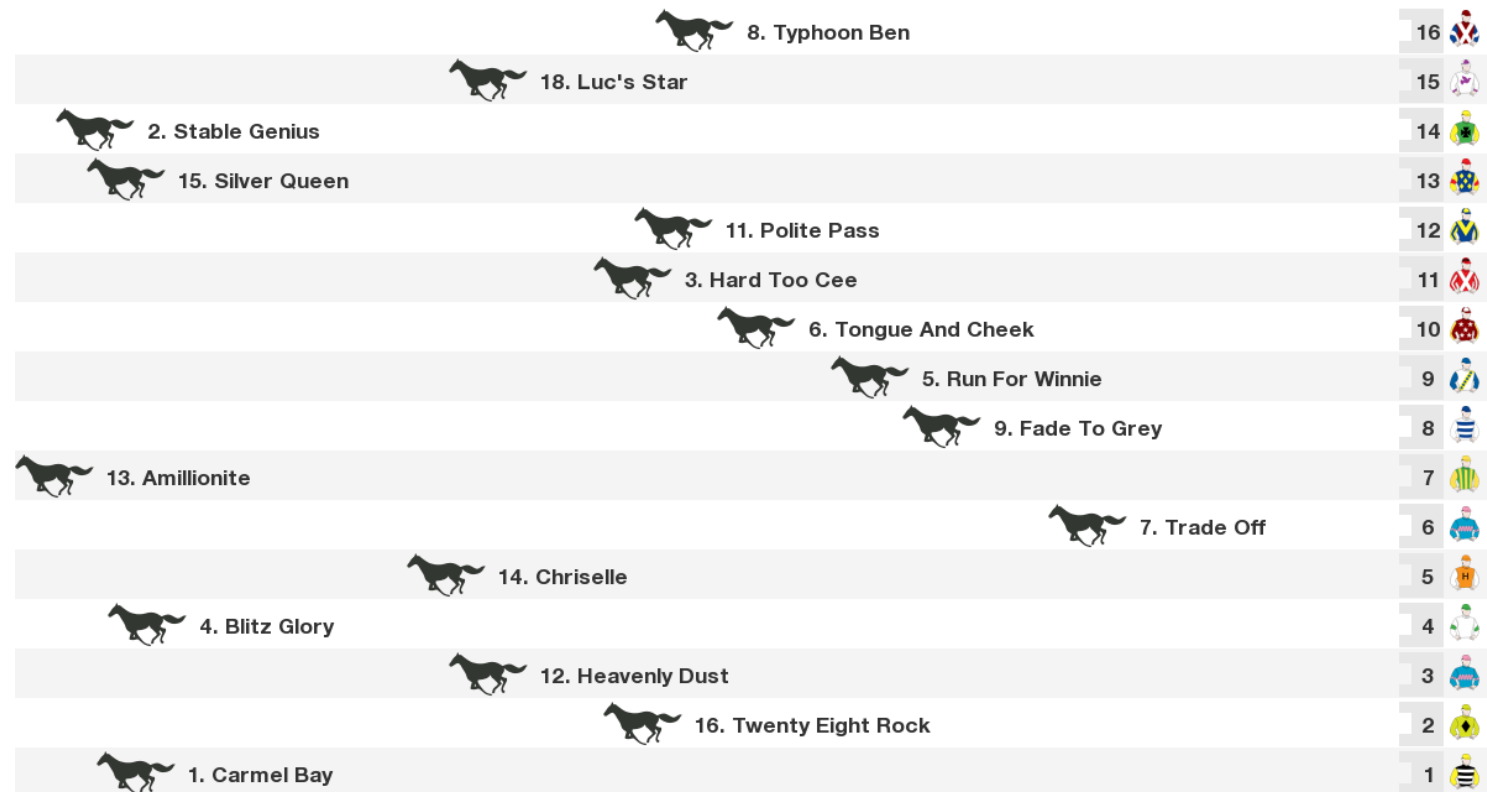 8. Typhoon Ben 16
18. Luc's Star 15
2. Stable Genius 14
15. Silver Queen 13
11. Polite Pass 12
3. Hard Too Cee 11
6. Tongue And Cheek 10
5. Run For Winnie 9
9. Fade To Grey 8
13. Amillionite 7
7. Trade Off 6
14. Chriselle 5 H
4. Blitz Glory 4
12. Heavenly Dust 3
16. Twenty Eight Rock 2
1. Carmel Bay 1